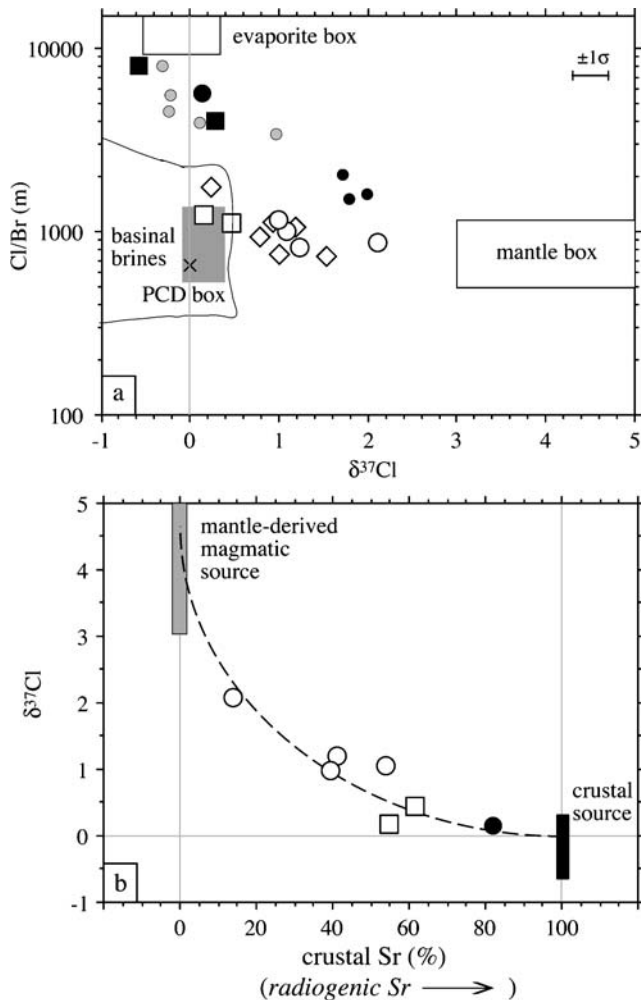 10000
evaporite box
±1σ
Cl/Br (m)
1000
basinal
brines
PCD box
mantle box
a
100
-1 0 1 2 3 4 5
δ³⁷Cl
5
mantle-derived
magmatic
source
4
3
δ³⁷Cl
2
1
crustal
source
0
b
-1
0 20 40 60 80 100
crustal Sr (%)
(radiogenic Sr → )